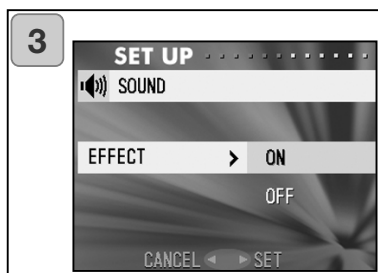 3
SET UP
SOUND
EFFECT > ON
OFF
CANCEL ◄ ► SET